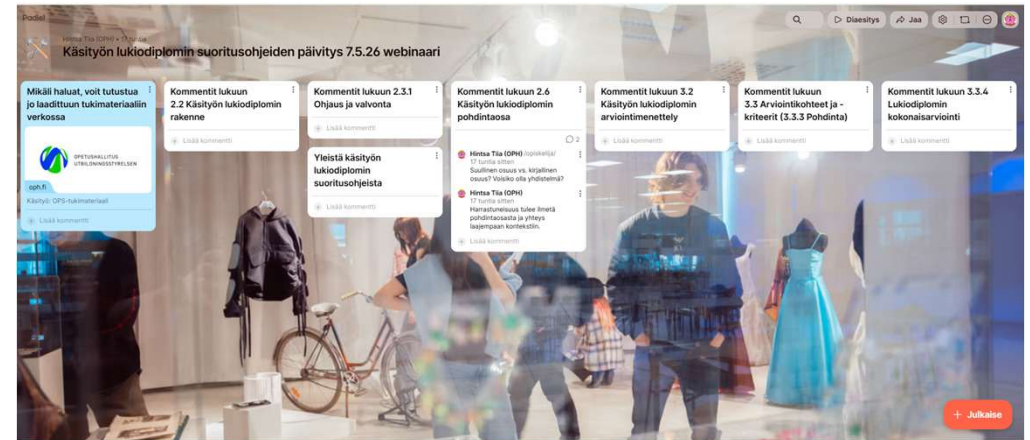 Padlet
Diaesitys
Jaa
Hintsa Tiia (OPH) • 17 tuntia
Käsityön lukiodiplomin suoritusohjeiden päivitys 7.5.26 webinaari
Mikäli haluat, voit tutustua
jo laadittuun tukimateriaaliin
verkossa
OPETUSHALLITUS
UTBILDNINGSSTYRELSEN
oph.fi
Käsityö: OPS-tukimateriaali
Lisää kommentti
Kommentit lukuun
2.2 Käsityön lukiodiplomin
rakenne
Lisää kommentti
Kommentit lukuun 2.3.1
Ohjaus ja valvonta
Lisää kommentti
Yleistä käsityön
lukiodiplomin
suoritusohjeista
Lisää kommentti
Kommentit lukuun 2.6
Käsityön lukiodiplomin
pohdintaosa
2
Hintsa Tiia (OPH) /opiskelija/
17 tuntia sitten
Suullinen osuus vs. kirjallinen
osuus? Voisiko olla yhdistelmä?
Hintsa Tiia (OPH)
17 tuntia sitten
Harrastuneisuus tulee ilmetä
pohdintaosasta ja yhteys
laajempaan kontekstiin.
Lisää kommentti
Kommentit lukuun 3.2
Käsityön lukiodiplomin
arviointimenettely
Lisää kommentti
Kommentit lukuun
3.3 Arviointikohteet ja -
kriteerit (3.3.3 Pohdinta)
Lisää kommentti
Kommentit lukuun 3.3.4
Lukiodiplomin
kokonaisarviointi
Lisää kommentti
+ Julkaise